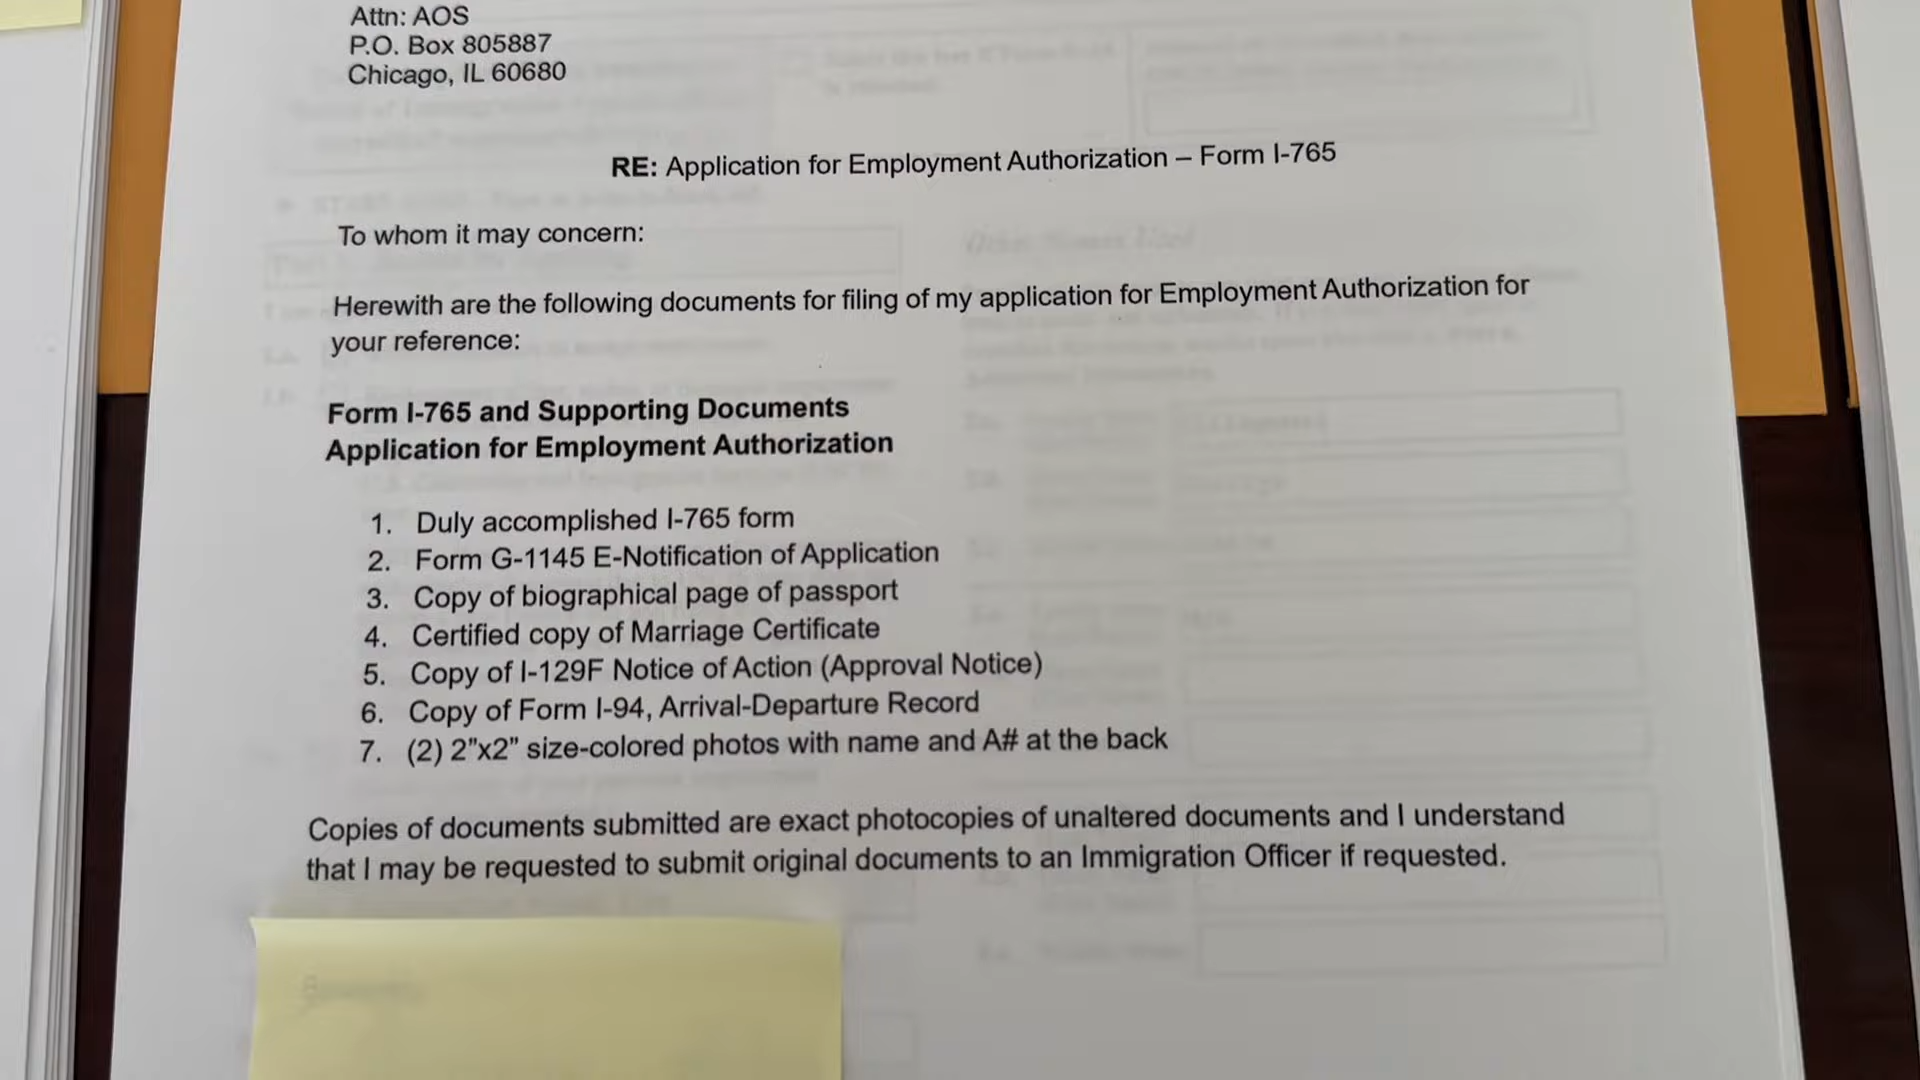 Attn: AOS
P.O. Box 805887
Chicago, IL 60680
RE: Application for Employment Authorization – Form I-765
To whom it may concern:
Herewith are the following documents for filing of my application for Employment Authorization for
your reference:
Form I-765 and Supporting Documents
Application for Employment Authorization
1. Duly accomplished I-765 form
2. Form G-1145 E-Notification of Application
3. Copy of biographical page of passport
4. Certified copy of Marriage Certificate
5. Copy of I-129F Notice of Action (Approval Notice)
6. Copy of Form I-94, Arrival-Departure Record
7. (2) 2”x2” size-colored photos with name and A# at the back
Copies of documents submitted are exact photocopies of unaltered documents and I understand
that I may be requested to submit original documents to an Immigration Officer if requested.